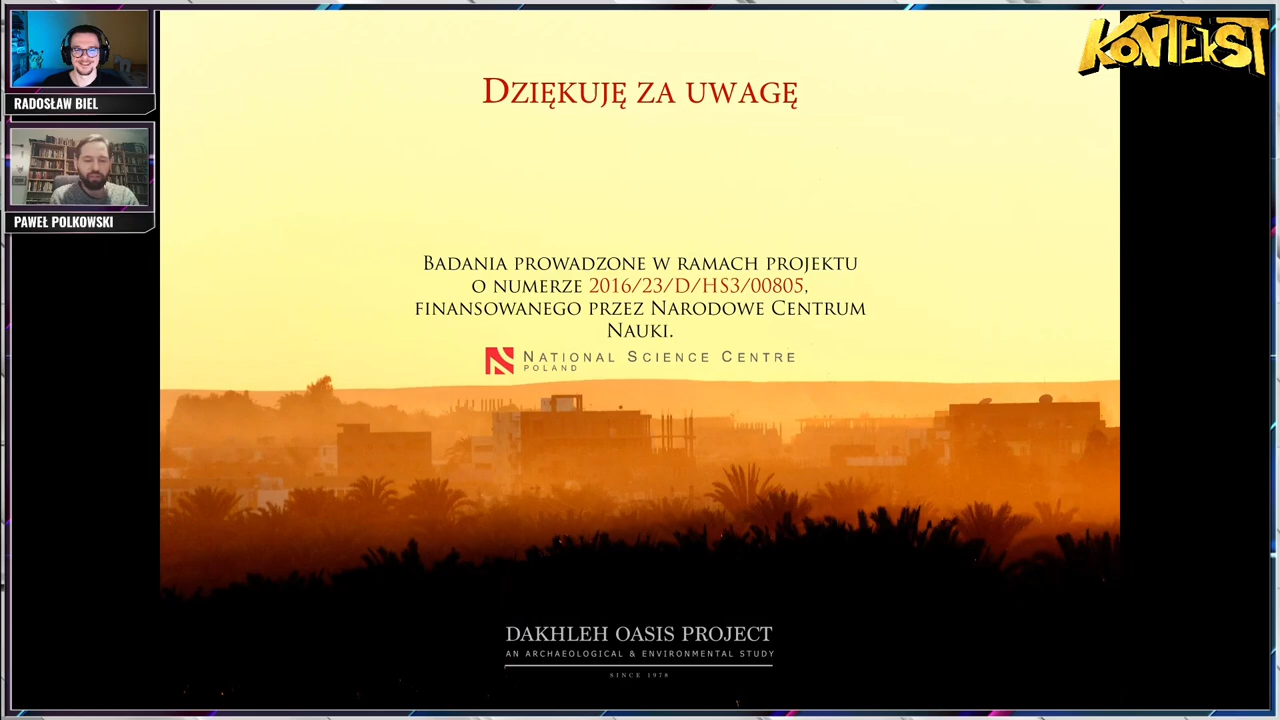 KONTEKST
RADOSŁAW BIEL
PAWEŁ POLKOWSKI
DZIĘKUJĘ ZA UWAGĘ
BADANIA PROWADZONE W RAMACH PROJEKTU
O NUMERZE 2016/23/D/HS3/00805,
FINANSOWANEGO PRZEZ NARODOWE CENTRUM
NAUKI.
NATIONAL SCIENCE CENTRE
POLAND
DAKHLEH OASIS PROJECT
AN ARCHAEOLOGICAL & ENVIRONMENTAL STUDY
SINCE 1978